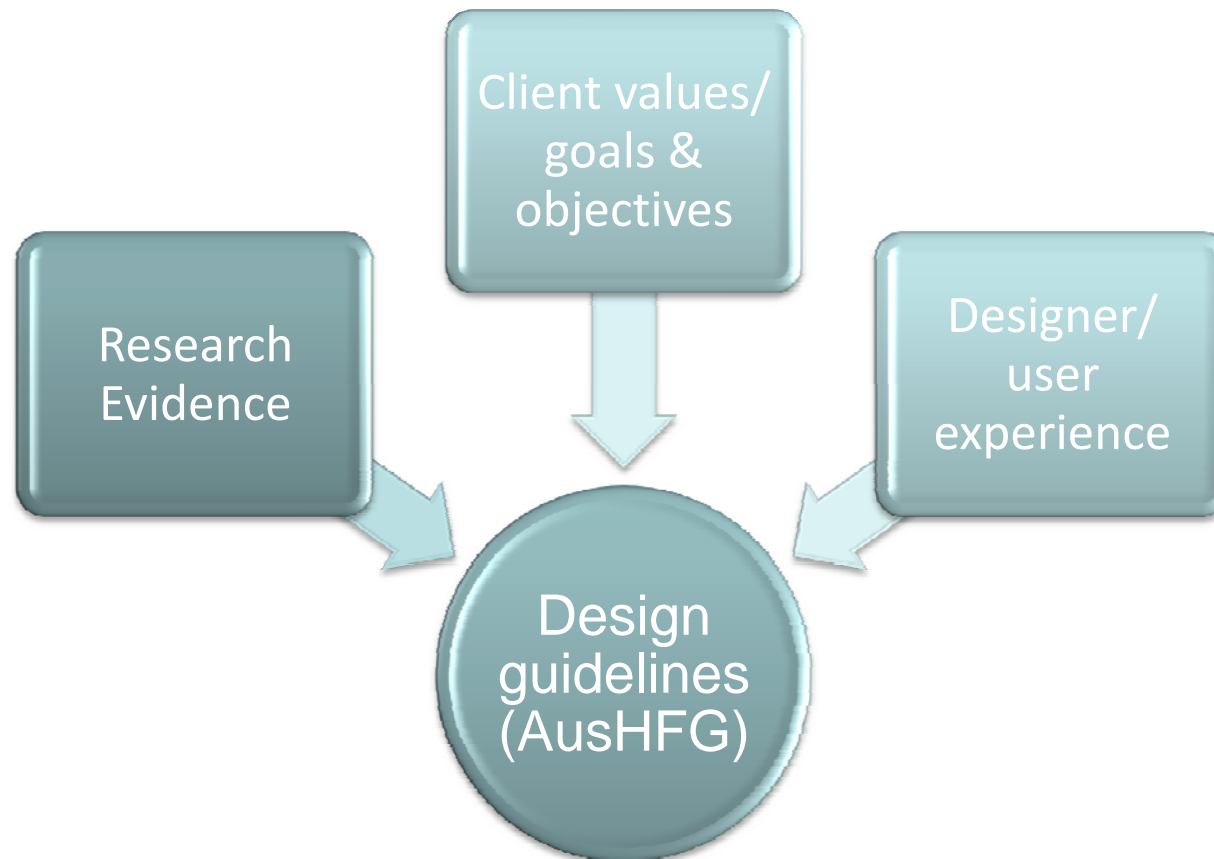 Client values/
goals &
objectives
Research
Evidence
Designer/
user
experience
Design
guidelines
(AusHFG)